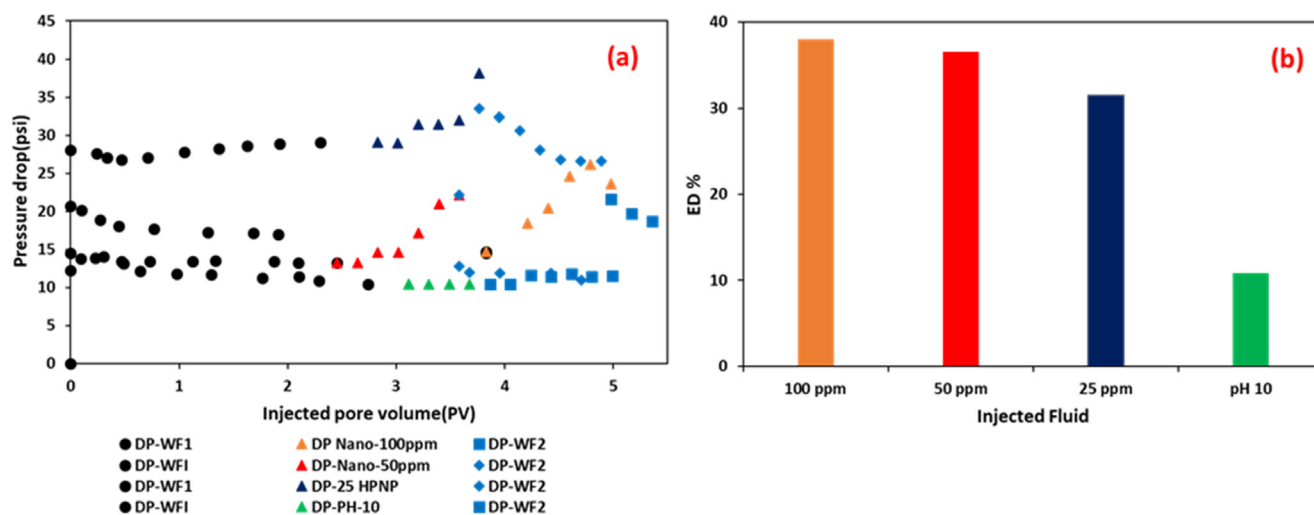 (a)
Pressure drop(psi)
45
40
35
30
25
20
15
10
5
0
0 1 2 3 4 5
Injected pore volume(PV)
DP-WF1 DP Nano-100ppm DP-WF2
DP-WFI DP-Nano-50ppm DP-WF2
DP-WF1 DP-25 HPNP DP-WF2
DP-WFI DP-PH-10 DP-WF2
(b)
ED %
40
30
20
10
0
100 ppm 50 ppm 25 ppm pH 10
Injected Fluid